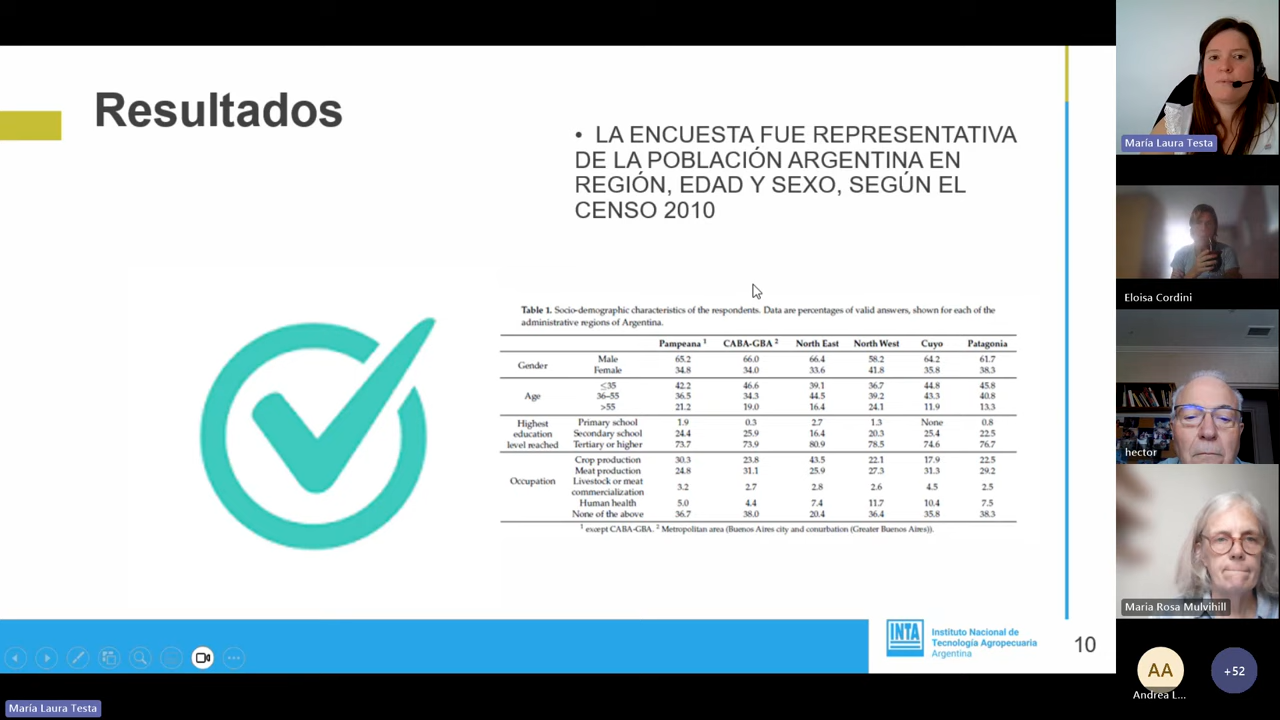 Resultados
• LA ENCUESTA FUE REPRESENTATIVA
DE LA POBLACIÓN ARGENTINA EN
REGIÓN, EDAD Y SEXO, SEGÚN EL
CENSO 2010
Table 1. Socio-demographic characteristics of the respondents. Data are percentages of valid answers, shown for each of the
administrative regions of Argentina.
Pampeana 1 CABA-GBA 2 North East North West Cuyo Patagonia
Gender
Male 65.2 66.0 66.4 58.2 64.2 61.7
Female 34.8 34.0 33.6 41.8 35.8 38.3
Age
≤35 42.2 46.6 39.1 36.7 44.8 45.8
36–55 36.5 34.3 44.5 39.2 43.3 40.8
>55 21.2 19.0 16.4 24.1 11.9 13.3
Highest
education
level reached
Primary school 1.9 0.3 2.7 1.3 None 0.8
Secondary school 24.4 25.9 16.4 20.3 25.4 22.5
Tertiary or higher 73.7 73.9 80.9 78.5 74.6 76.7
Occupation
Crop production 30.3 23.8 43.5 22.1 17.9 22.5
Meat production 24.8 31.1 25.9 27.3 31.3 29.2
Livestock or meat
commercialization 3.2 2.7 2.8 2.6 4.5 2.5
Human health 5.0 4.4 7.4 11.7 10.4 7.5
None of the above 36.7 38.0 20.4 36.4 35.8 38.3
1 except CABA-GBA. 2 Metropolitan area (Buenos Aires city and conurbation (Greater Buenos Aires)).
INTA
Instituto Nacional de
Tecnología Agropecuaria
Argentina
10
María Laura Testa
María Laura Testa
Eloisa Cordini
hector
Maria Rosa Mulvihill
AA
Andrea L...
+52